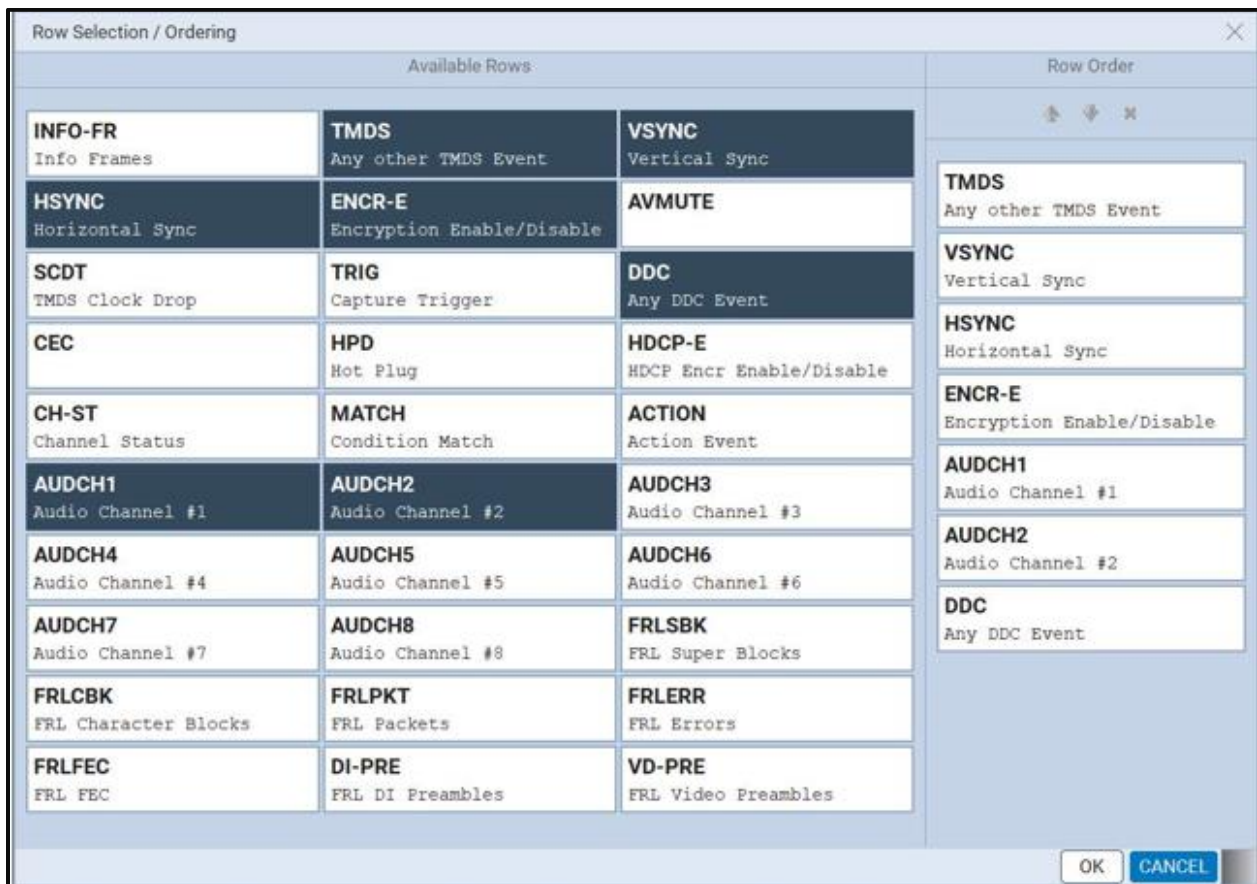 Row Selection / Ordering
Available Rows
Row Order
INFO-FR
Info Frames
TMDS
Any other TMDS Event
VSYNC
Vertical Sync
HSYNC
Horizontal Sync
ENCR-E
Encryption Enable/Disable
AVMUTE
SCDT
TMDS Clock Drop
TRIG
Capture Trigger
DDC
Any DDC Event
CEC
HPD
Hot Plug
HDCP-E
HDCP Encr Enable/Disable
CH-ST
Channel Status
MATCH
Condition Match
ACTION
Action Event
AUDCH1
Audio Channel #1
AUDCH2
Audio Channel #2
AUDCH3
Audio Channel #3
AUDCH4
Audio Channel #4
AUDCH5
Audio Channel #5
AUDCH6
Audio Channel #6
AUDCH7
Audio Channel #7
AUDCH8
Audio Channel #8
FRLSBK
FRL Super Blocks
FRLCBK
FRL Character Blocks
FRLPKT
FRL Packets
FRLERR
FRL Errors
FRLFEC
FRL FEC
DI-PRE
FRL DI Preambles
VD-PRE
FRL Video Preambles
TMDS
Any other TMDS Event
VSYNC
Vertical Sync
HSYNC
Horizontal Sync
ENCR-E
Encryption Enable/Disable
AUDCH1
Audio Channel #1
AUDCH2
Audio Channel #2
DDC
Any DDC Event
OK
CANCEL